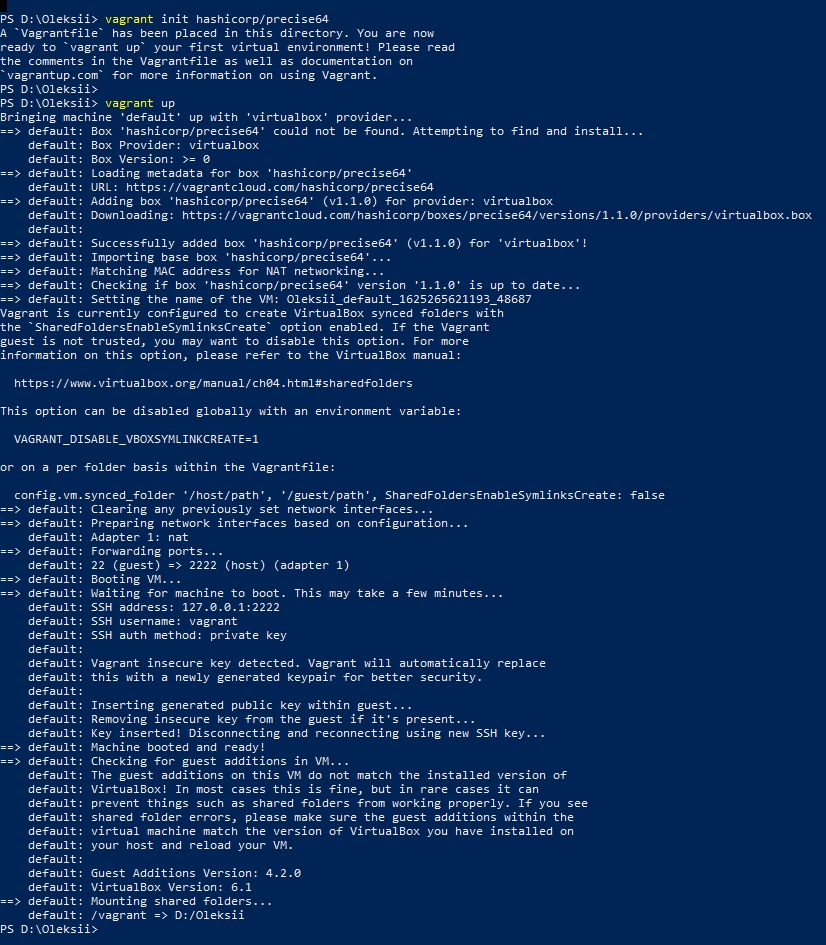 PS D:\Oleksii> vagrant init hashicorp/precise64
A `Vagrantfile` has been placed in this directory. You are now
ready to `vagrant up` your first virtual environment! Please read
the comments in the Vagrantfile as well as documentation on
`vagrantup.com` for more information on using Vagrant.
PS D:\Oleksii>
PS D:\Oleksii> vagrant up
Bringing machine 'default' up with 'virtualbox' provider...
==> default: Box 'hashicorp/precise64' could not be found. Attempting to find and install...
    default: Box Provider: virtualbox
    default: Box Version: >= 0
==> default: Loading metadata for box 'hashicorp/precise64'
    default: URL: https://vagrantcloud.com/hashicorp/precise64
==> default: Adding box 'hashicorp/precise64' (v1.1.0) for provider: virtualbox
    default: Downloading: https://vagrantcloud.com/hashicorp/boxes/precise64/versions/1.1.0/providers/virtualbox.box
    default:
==> default: Successfully added box 'hashicorp/precise64' (v1.1.0) for 'virtualbox'!
==> default: Importing base box 'hashicorp/precise64'...
==> default: Matching MAC address for NAT networking...
==> default: Checking if box 'hashicorp/precise64' version '1.1.0' is up to date...
==> default: Setting the name of the VM: Oleksii_default_1625265621193_48687
Vagrant is currently configured to create VirtualBox synced folders with
the `SharedFoldersEnableSymlinksCreate` option enabled. If the Vagrant
guest is not trusted, you may want to disable this option. For more
information on this option, please refer to the VirtualBox manual:

  https://www.virtualbox.org/manual/ch04.html#sharedfolders

This option can be disabled globally with an environment variable:

  VAGRANT_DISABLE_VBOXSYMLINKCREATE=1

or on a per folder basis within the Vagrantfile:

  config.vm.synced_folder '/host/path', '/guest/path', SharedFoldersEnableSymlinksCreate: false
==> default: Clearing any previously set network interfaces...
==> default: Preparing network interfaces based on configuration...
    default: Adapter 1: nat
==> default: Forwarding ports...
    default: 22 (guest) => 2222 (host) (adapter 1)
==> default: Booting VM...
==> default: Waiting for machine to boot. This may take a few minutes...
    default: SSH address: 127.0.0.1:2222
    default: SSH username: vagrant
    default: SSH auth method: private key
    default:
    default: Vagrant insecure key detected. Vagrant will automatically replace
    default: this with a newly generated keypair for better security.
    default:
    default: Inserting generated public key within guest...
    default: Removing insecure key from the guest if it's present...
    default: Key inserted! Disconnecting and reconnecting using new SSH key...
==> default: Machine booted and ready!
==> default: Checking for guest additions in VM...
    default: The guest additions on this VM do not match the installed version of
    default: VirtualBox! In most cases this is fine, but in rare cases it can
    default: prevent things such as shared folders from working properly. If you see
    default: shared folder errors, please make sure the guest additions within the
    default: virtual machine match the version of VirtualBox you have installed on
    default: your host and reload your VM.
    default:
    default: Guest Additions Version: 4.2.0
    default: VirtualBox Version: 6.1
==> default: Mounting shared folders...
    default: /vagrant => D:/Oleksii
PS D:\Oleksii>